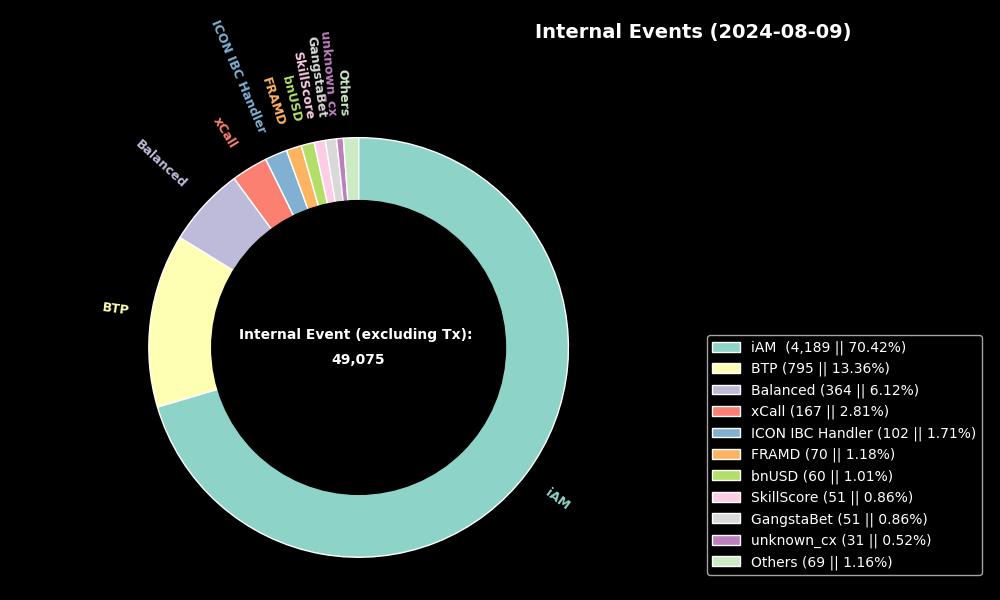 Internal Events (2024-08-09)
ICON IBC Handler
unknown_cx
GangstaBet
SkillScore
Others
bnUSD
FRAMD
xCall
Balanced
BTP
iAM
Internal Event (excluding Tx):
49,075
iAM  (4,189 || 70.42%)
BTP (795 || 13.36%)
Balanced (364 || 6.12%)
xCall (167 || 2.81%)
ICON IBC Handler (102 || 1.71%)
FRAMD (70 || 1.18%)
bnUSD (60 || 1.01%)
SkillScore (51 || 0.86%)
GangstaBet (51 || 0.86%)
unknown_cx (31 || 0.52%)
Others (69 || 1.16%)